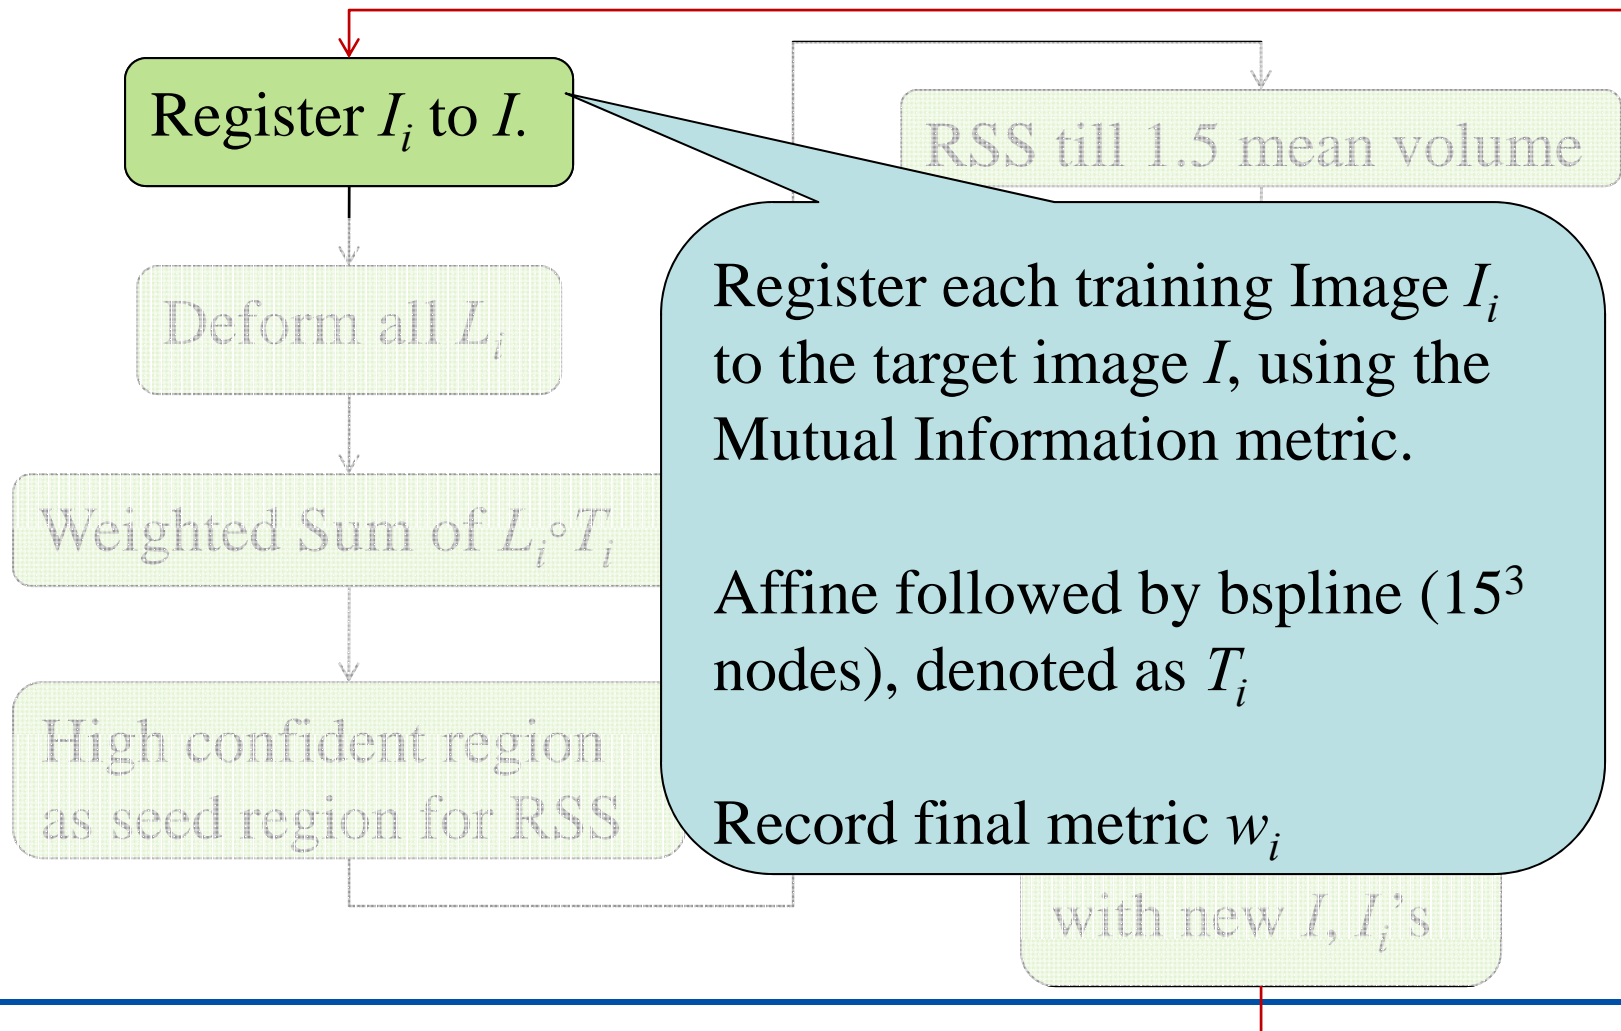 Register I_i to I.
Deform all L_i
Weighted Sum of L_i∘T_i
High confident region
as seed region for RSS
RSS till 1.5 mean volume
Register each training Image I_i
to the target image I, using the
Mutual Information metric.
Affine followed by bspline (15³
nodes), denoted as T_i
Record final metric w_i
with new I, I_i’s